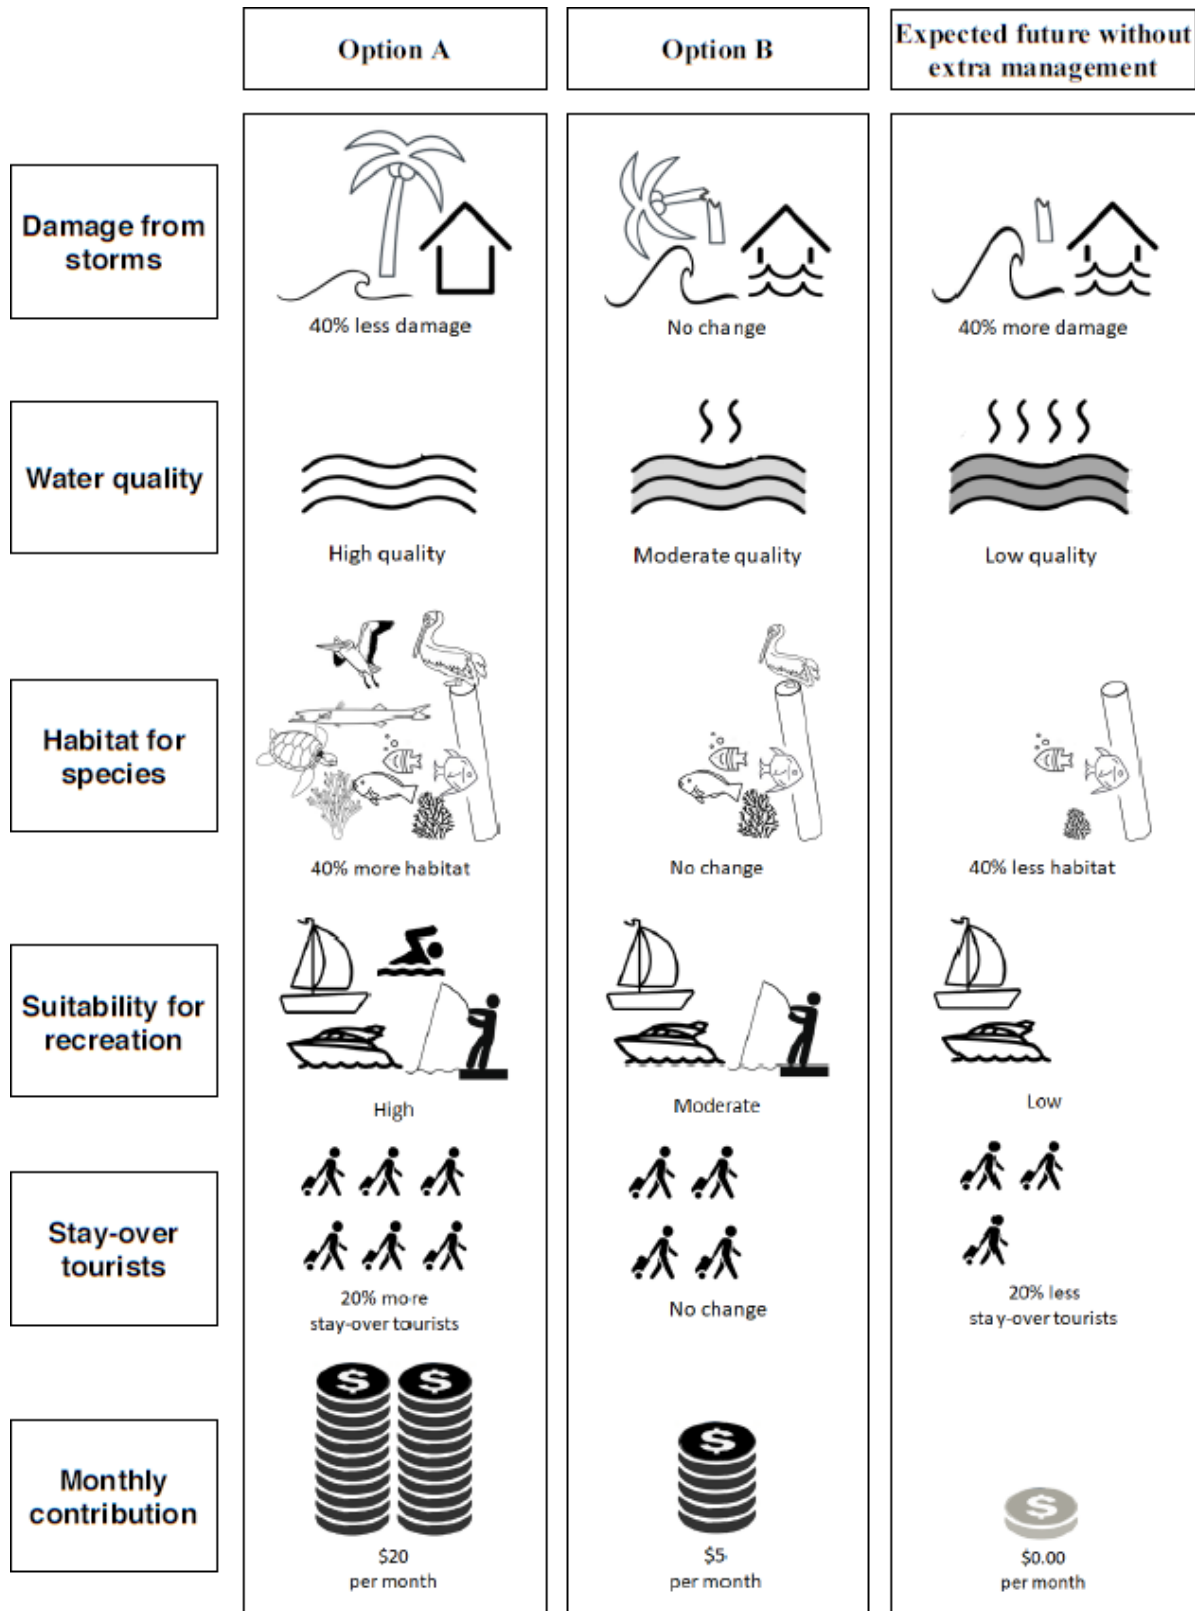 Option A
Option B
Expected future without
extra management
Damage from
storms
40% less damage
No change
40% more damage
Water quality
High quality
Moderate quality
Low quality
Habitat for
species
40% more habitat
No change
40% less habitat
Suitability for
recreation
High
Moderate
Low
Stay-over
tourists
20% more
stay-over tourists
No change
20% less
stay-over tourists
Monthly
contribution
$ $
$20
per month
$
$5
per month
$
$0.00
per month